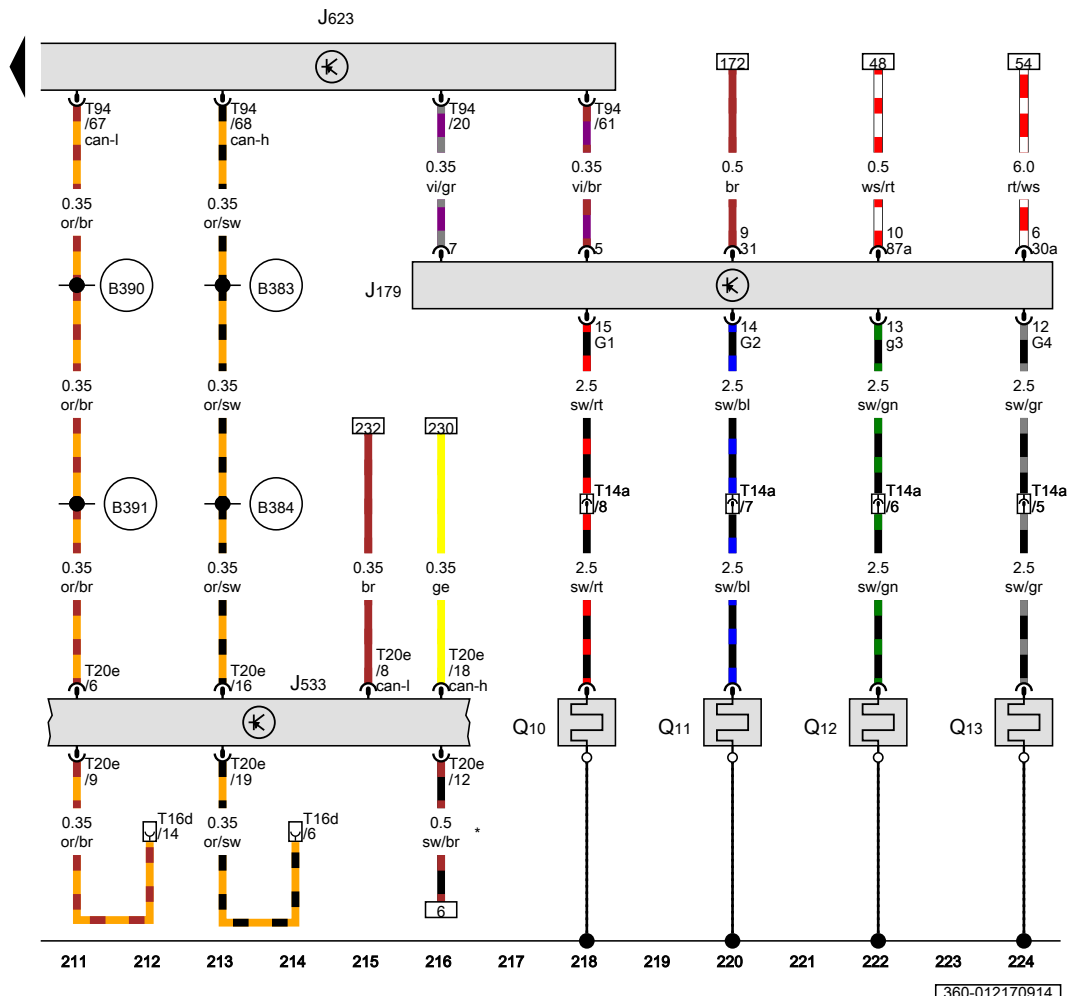 J623
172
48
54
T94
/67
can-l
T94
/68
can-h
T94
/20
T94
/61
0.35
vi/gr
0.35
vi/br
0.5
br
0.5
ws/rt
6.0
rt/ws
0.35
or/br
0.35
or/sw
7
5
9
31
10
87a
6
30a
B390
B383
J179
15
G1
14
G2
13
g3
12
G4
0.35
or/br
0.35
or/sw
2.5
sw/rt
2.5
sw/bl
2.5
sw/gn
2.5
sw/gr
232
230
B391
B384
T14a
/8
T14a
/7
T14a
/6
T14a
/5
0.35
or/br
0.35
or/sw
0.35
br
0.35
ge
2.5
sw/rt
2.5
sw/bl
2.5
sw/gn
2.5
sw/gr
T20e
/6
T20e
/16
J533
T20e
/8
can-l
T20e
/18
can-h
Q10
Q11
Q12
Q13
T20e
/9
T20e
/19
T20e
/12
0.35
or/br
T16d
/14
0.35
or/sw
T16d
/6
0.5
sw/br
*
6
211 212 213 214 215 216 217 218 219 220 221 222 223 224
360-012170914